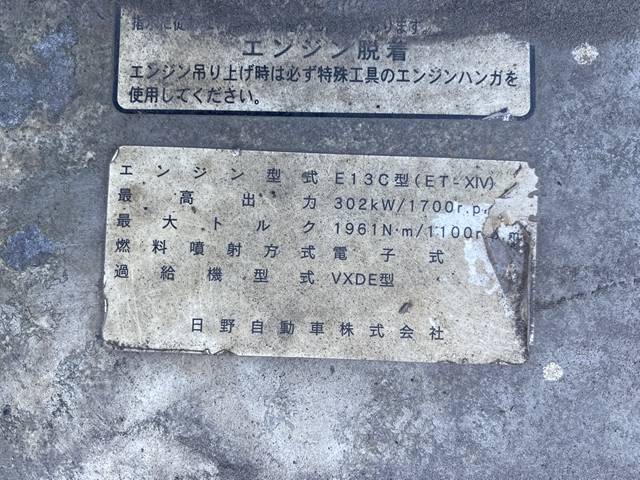 エンジン脱着
エンジン吊り上げ時は必ず特殊工具のエンジンハンガを
使用してください。
エンジン型式 E13C型(ET-XIV)
最高出力 302kW/1700r.p.
最大トルク 1961N·m/1100r.
燃料噴射方式 電子式
過給機型式 VXDE型
日野自動車株式会社